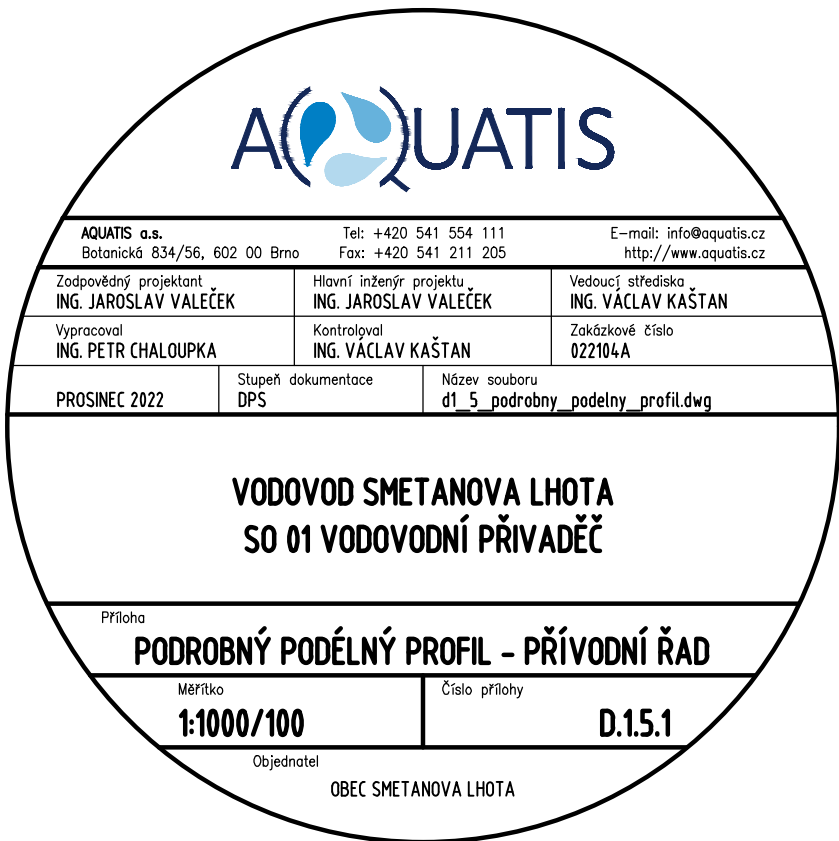 AQUATIS
AQUATIS a.s. Tel: +420 541 554 111 E-mail: info@aquatis.cz
Botanická 834/56, 602 00 Brno Fax: +420 541 211 205 http://www.aquatis.cz
Zodpovědný projektant Hlavní inženýr projektu Vedoucí střediska
ING. JAROSLAV VALEČEK ING. JAROSLAV VALEČEK ING. VÁCLAV KAŠTAN
Vypracoval Kontroloval Zakázkové číslo
ING. PETR CHALOUPKA ING. VÁCLAV KAŠTAN 022104A
Stupeň dokumentace Název souboru
PROSINEC 2022 DPS d1_5_podrobny_podelny_profil.dwg
VODOVOD SMETANOVA LHOTA
SO 01 VODOVODNÍ PŘIVADĚČ
Příloha
PODROBNÝ PODÉLNÝ PROFIL - PŘÍVODNÍ ŘAD
Měřítko Číslo přílohy
1:1000/100 D.1.5.1
Objednatel
OBEC SMETANOVA LHOTA